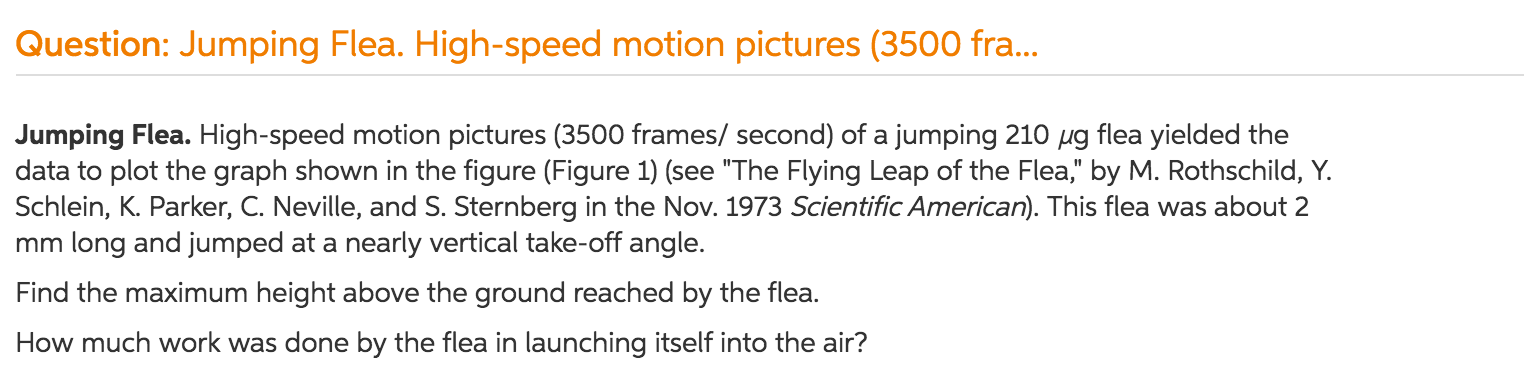 Question: Jumping Flea. High-speed motion pictures (3500 fra...
Jumping Flea. High-speed motion pictures (3500 frames/ second) of a jumping 210 μg flea yielded the
data to plot the graph shown in the figure (Figure 1) (see "The Flying Leap of the Flea," by M. Rothschild, Y.
Schlein, K. Parker, C. Neville, and S. Sternberg in the Nov. 1973 Scientific American). This flea was about 2
mm long and jumped at a nearly vertical take-off angle.
Find the maximum height above the ground reached by the flea.
How much work was done by the flea in launching itself into the air?